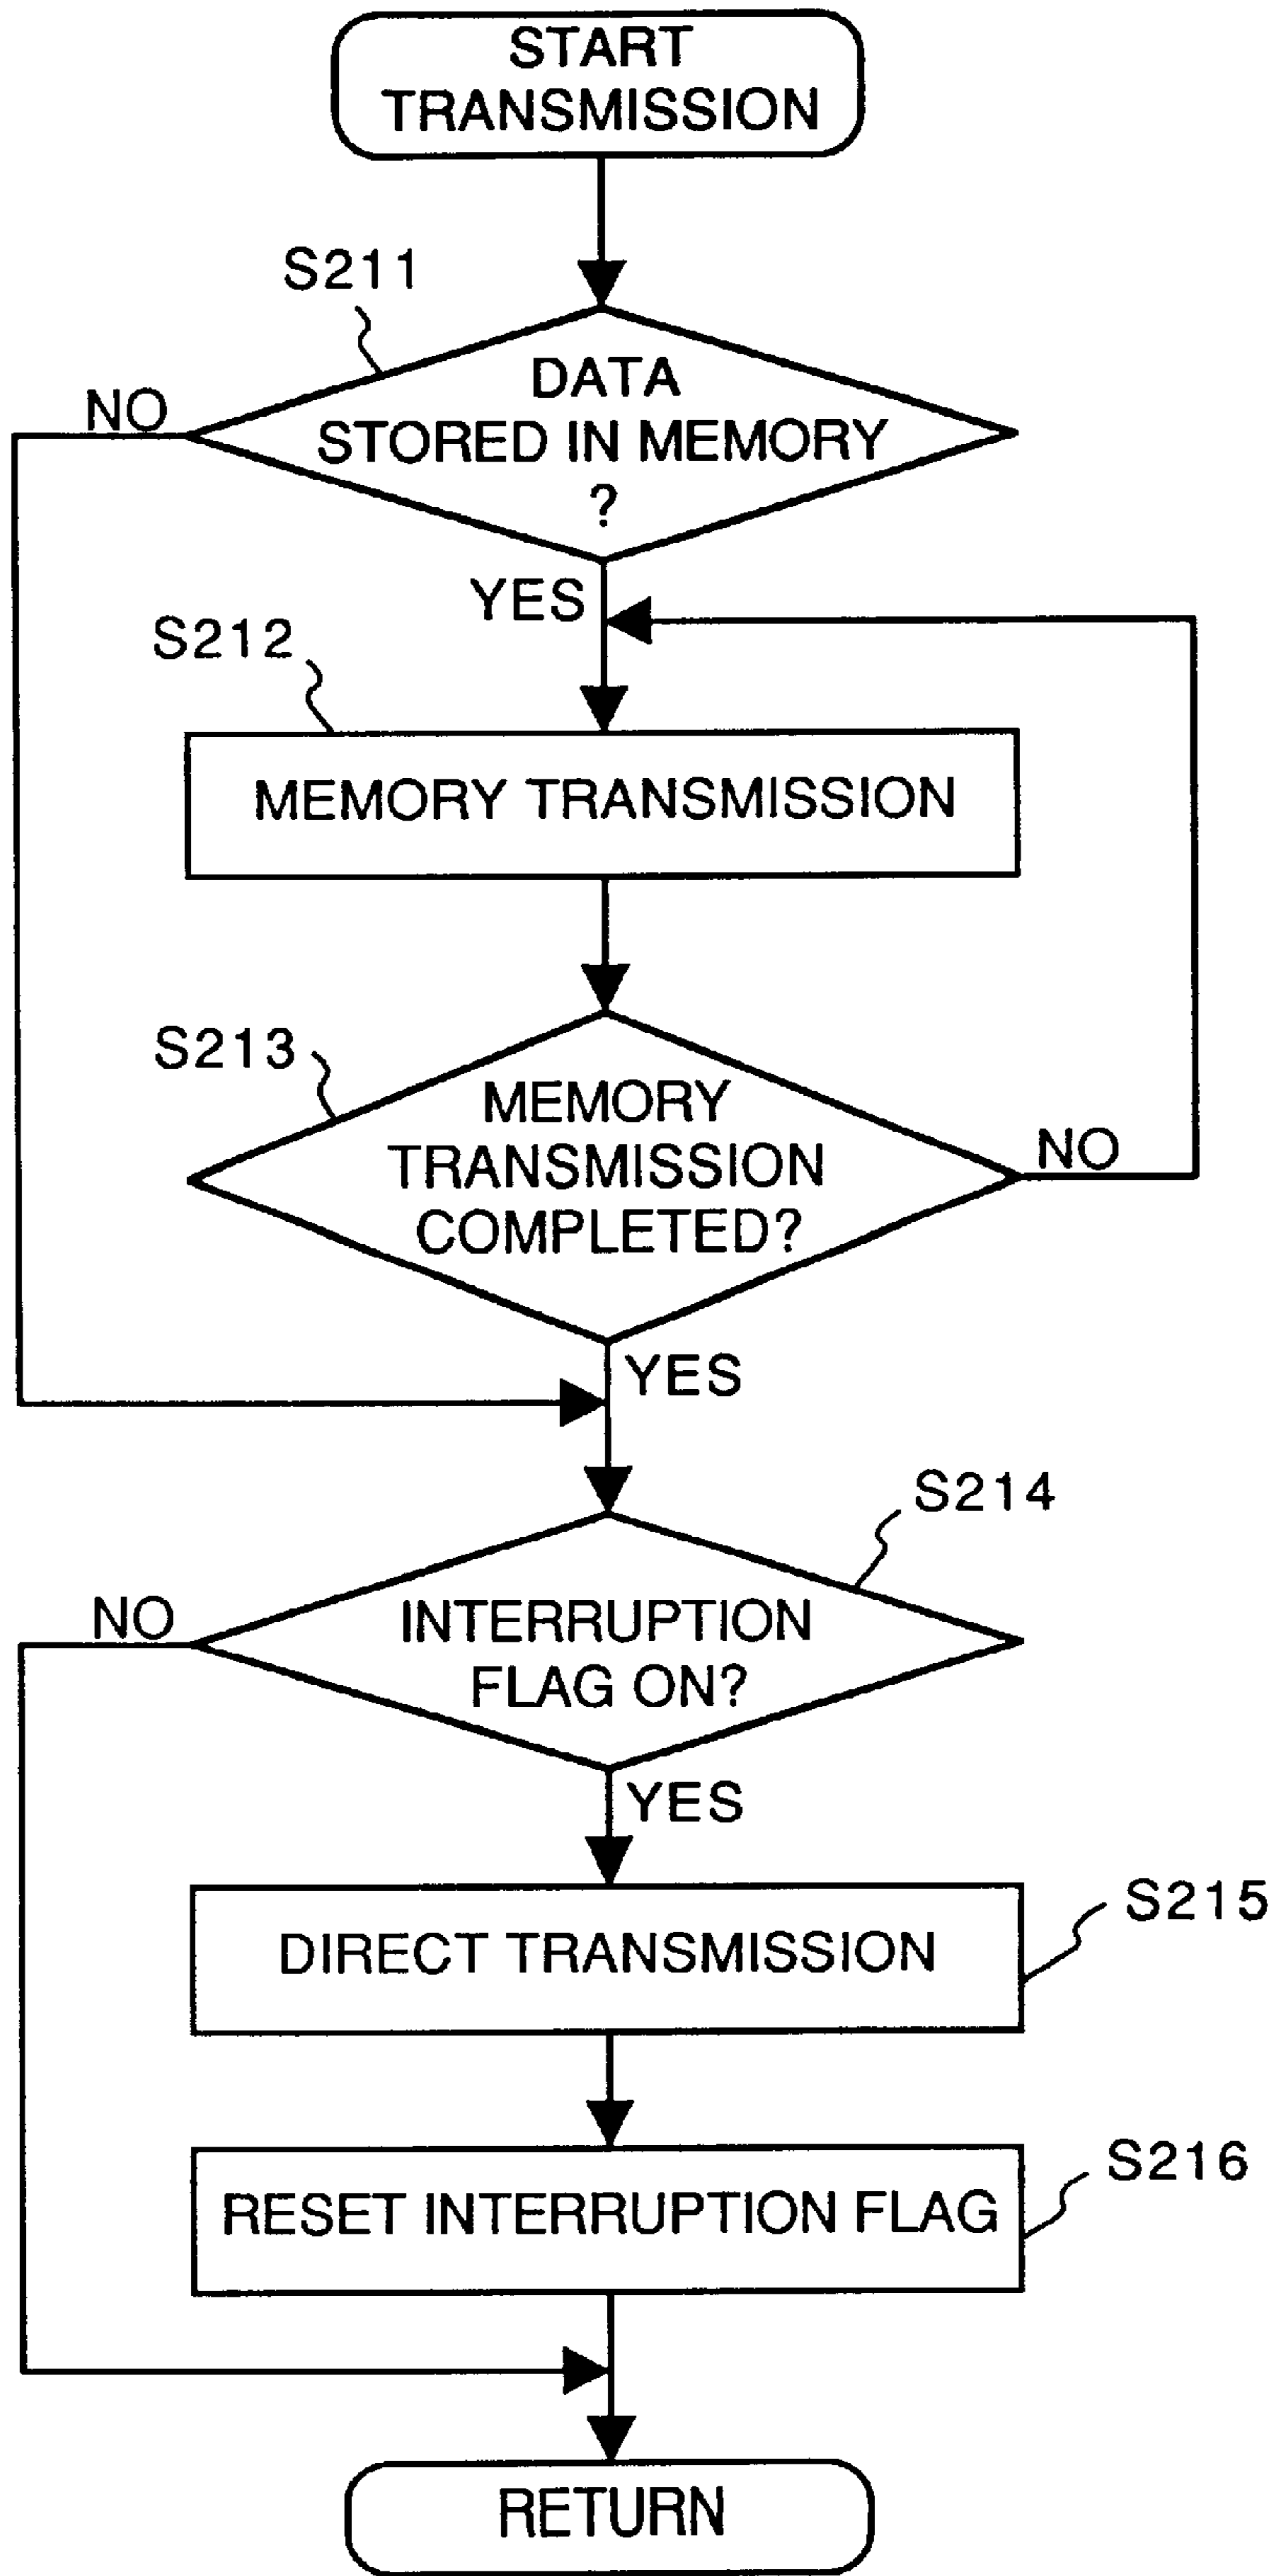 START
TRANSMISSION
S211
DATA
NO
STORED IN MEMORY
?
YES
S212
MEMORY TRANSMISSION
S213
MEMORY
TRANSMISSION
NO
COMPLETED?
YES
S214
NO
INTERRUPTION
FLAG ON?
YES
S215
DIRECT TRANSMISSION
S216
RESET INTERRUPTION FLAG
RETURN